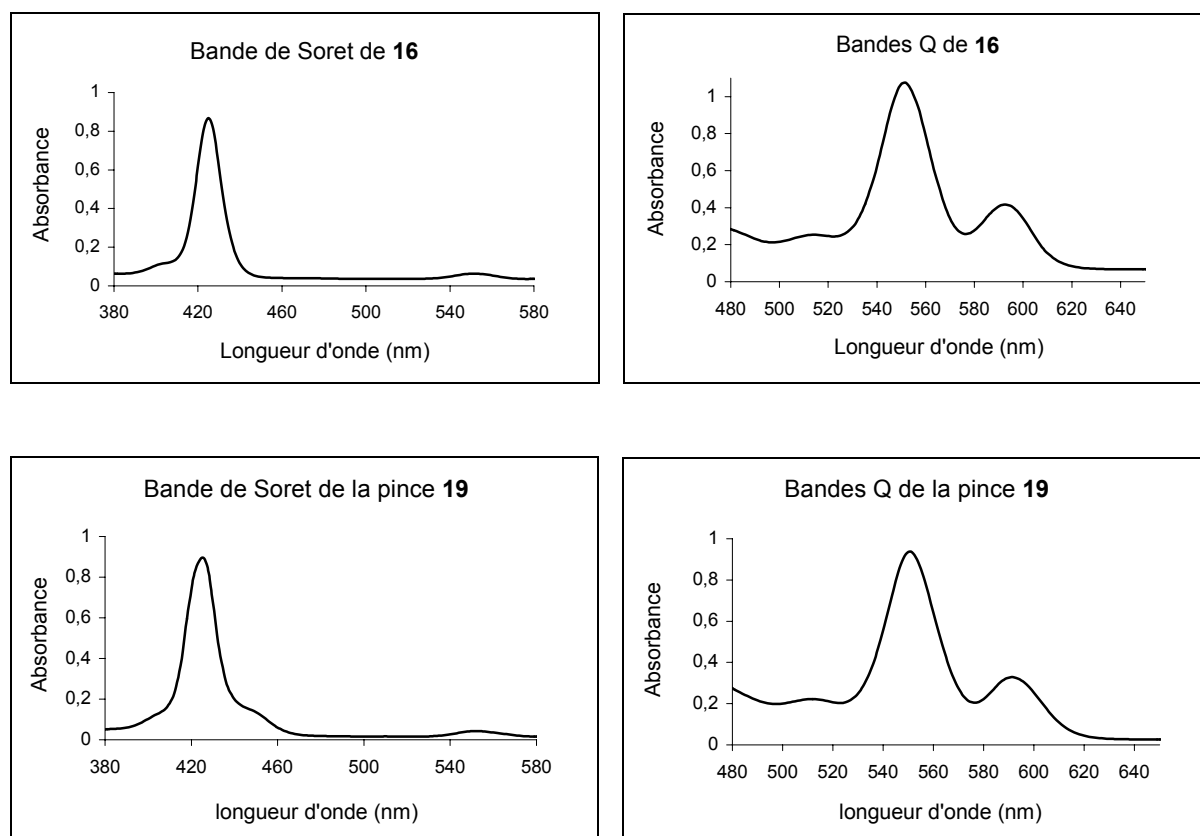 Bande de Soret de 16
1
0,8
0,6
0,4
0,2
0
380 420 460 500 540 580
Absorbance
Longueur d'onde (nm)
Bandes Q de 16
1
0,8
0,6
0,4
0,2
0
480 500 520 540 560 580 600 620 640
Absorbance
Longueur d'onde (nm)
Bande de Soret de la pince 19
1
0,8
0,6
0,4
0,2
0
380 420 460 500 540 580
Absorbance
longueur d'onde (nm)
Bandes Q de la pince 19
1
0,8
0,6
0,4
0,2
0
480 500 520 540 560 580 600 620 640
Absorbance
longueur d'onde (nm)